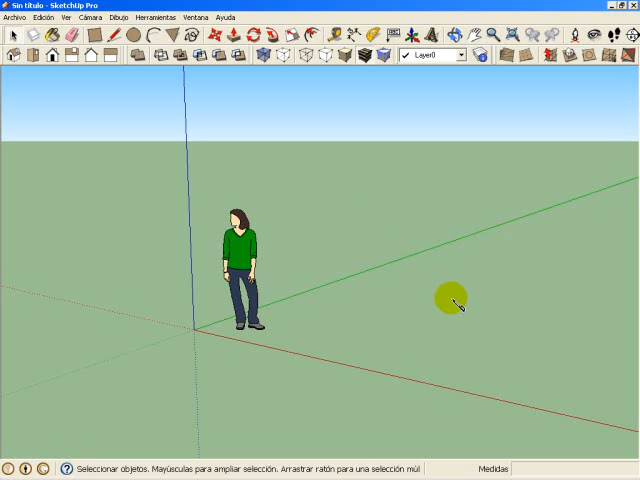 Sin título - SketchUp Pro
Archivo Edición Ver Cámara Dibujo Herramientas Ventana Ayuda
Layer0
Seleccionar objetos. Mayúsculas para ampliar selección. Arrastrar ratón para una selección múl
Medidas